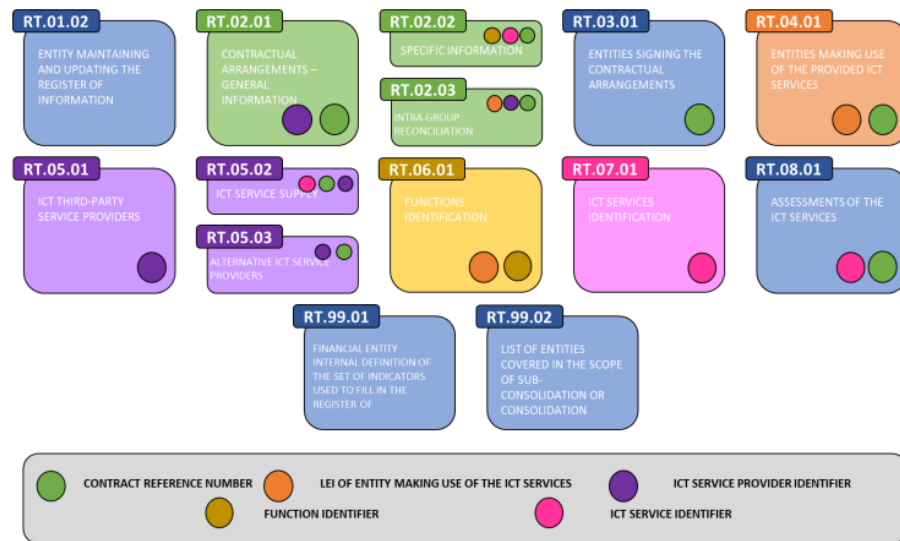 RT.01.02
ENTITY MAINTAINING
AND UPDATING THE
REGISTER OF
INFORMATION
RT.02.01
CONTRACTUAL
ARRANGEMENTS –
GENERAL
INFORMATION
RT.02.02
SPECIFIC INFORMATION
RT.02.03
INTRA-GROUP
RECONCILIATION
RT.03.01
ENTITIES SIGNING THE
CONTRACTUAL
ARRANGEMENTS
RT.04.01
ENTITIES MAKING USE
OF THE PROVIDED ICT
SERVICES
RT.05.01
ICT THIRD-PARTY
SERVICE PROVIDERS
RT.05.02
ICT SERVICE SUPPLY
RT.05.03
ALTERNATIVE ICT SERVICE
PROVIDERS
RT.06.01
FUNCTIONS
IDENTIFICATION
RT.07.01
ICT SERVICES
IDENTIFICATION
RT.08.01
ASSESSMENTS OF THE
ICT SERVICES
RT.99.01
FINANCIAL ENTITY
INTERNAL DEFINITION OF
THE SET OF INDICATORS
USED TO FILL IN THE
REGISTER OF
RT.99.02
LIST OF ENTITIES
COVERED IN THE SCOPE
OF SUB-
CONSOLIDATION OR
CONSOLIDATION
CONTRACT REFERENCE NUMBER
LEI OF ENTITY MAKING USE OF THE ICT SERVICES
ICT SERVICE PROVIDER IDENTIFIER
FUNCTION IDENTIFIER
ICT SERVICE IDENTIFIER